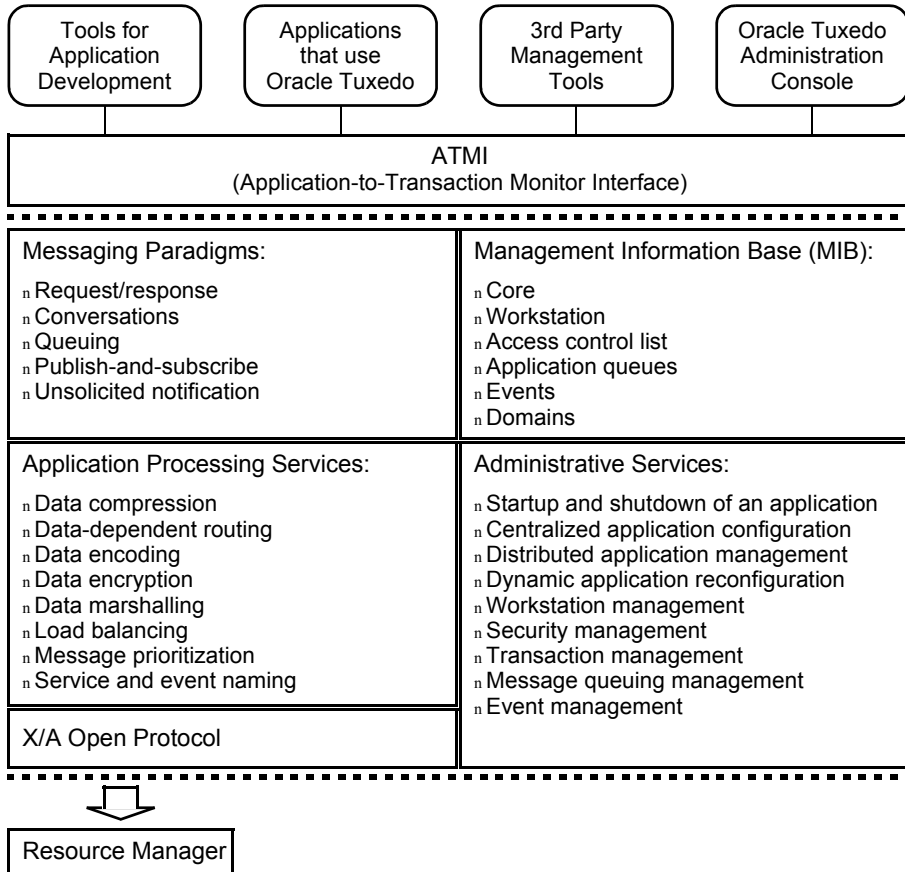 Tools for
Application
Development
Applications
that use
Oracle Tuxedo
3rd Party
Management
Tools
Oracle Tuxedo
Administration
Console
ATMI
(Application-to-Transaction Monitor Interface)
Messaging Paradigms:
n Request/response
n Conversations
n Queuing
n Publish-and-subscribe
n Unsolicited notification
Management Information Base (MIB):
n Core
n Workstation
n Access control list
n Application queues
n Events
n Domains
Application Processing Services:
n Data compression
n Data-dependent routing
n Data encoding
n Data encryption
n Data marshalling
n Load balancing
n Message prioritization
n Service and event naming
Administrative Services:
n Startup and shutdown of an application
n Centralized application configuration
n Distributed application management
n Dynamic application reconfiguration
n Workstation management
n Security management
n Transaction management
n Message queuing management
n Event management
X/A Open Protocol
Resource Manager